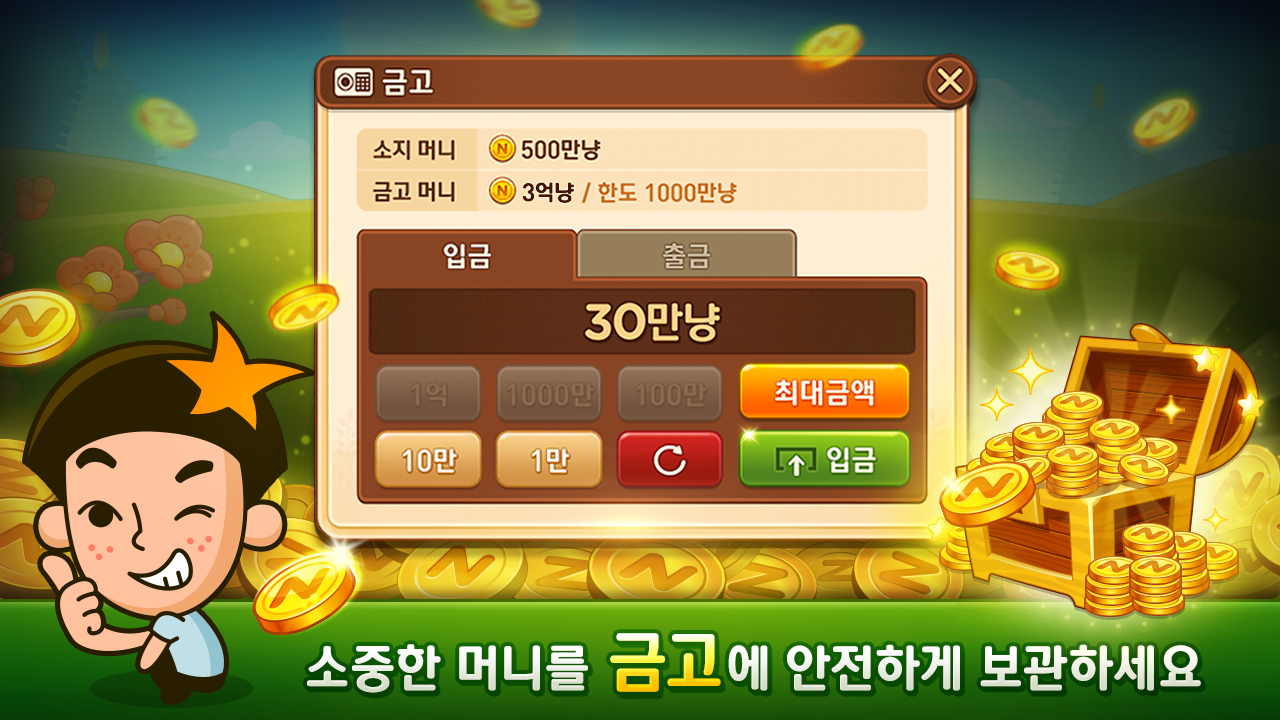 금고
소지 머니 500만냥
금고 머니 3억냥 / 한도 1000만냥
입금 출금
30만냥
1억 1000만 100만 최대금액
10만 1만 입금
소중한 머니를 금고에 안전하게 보관하세요